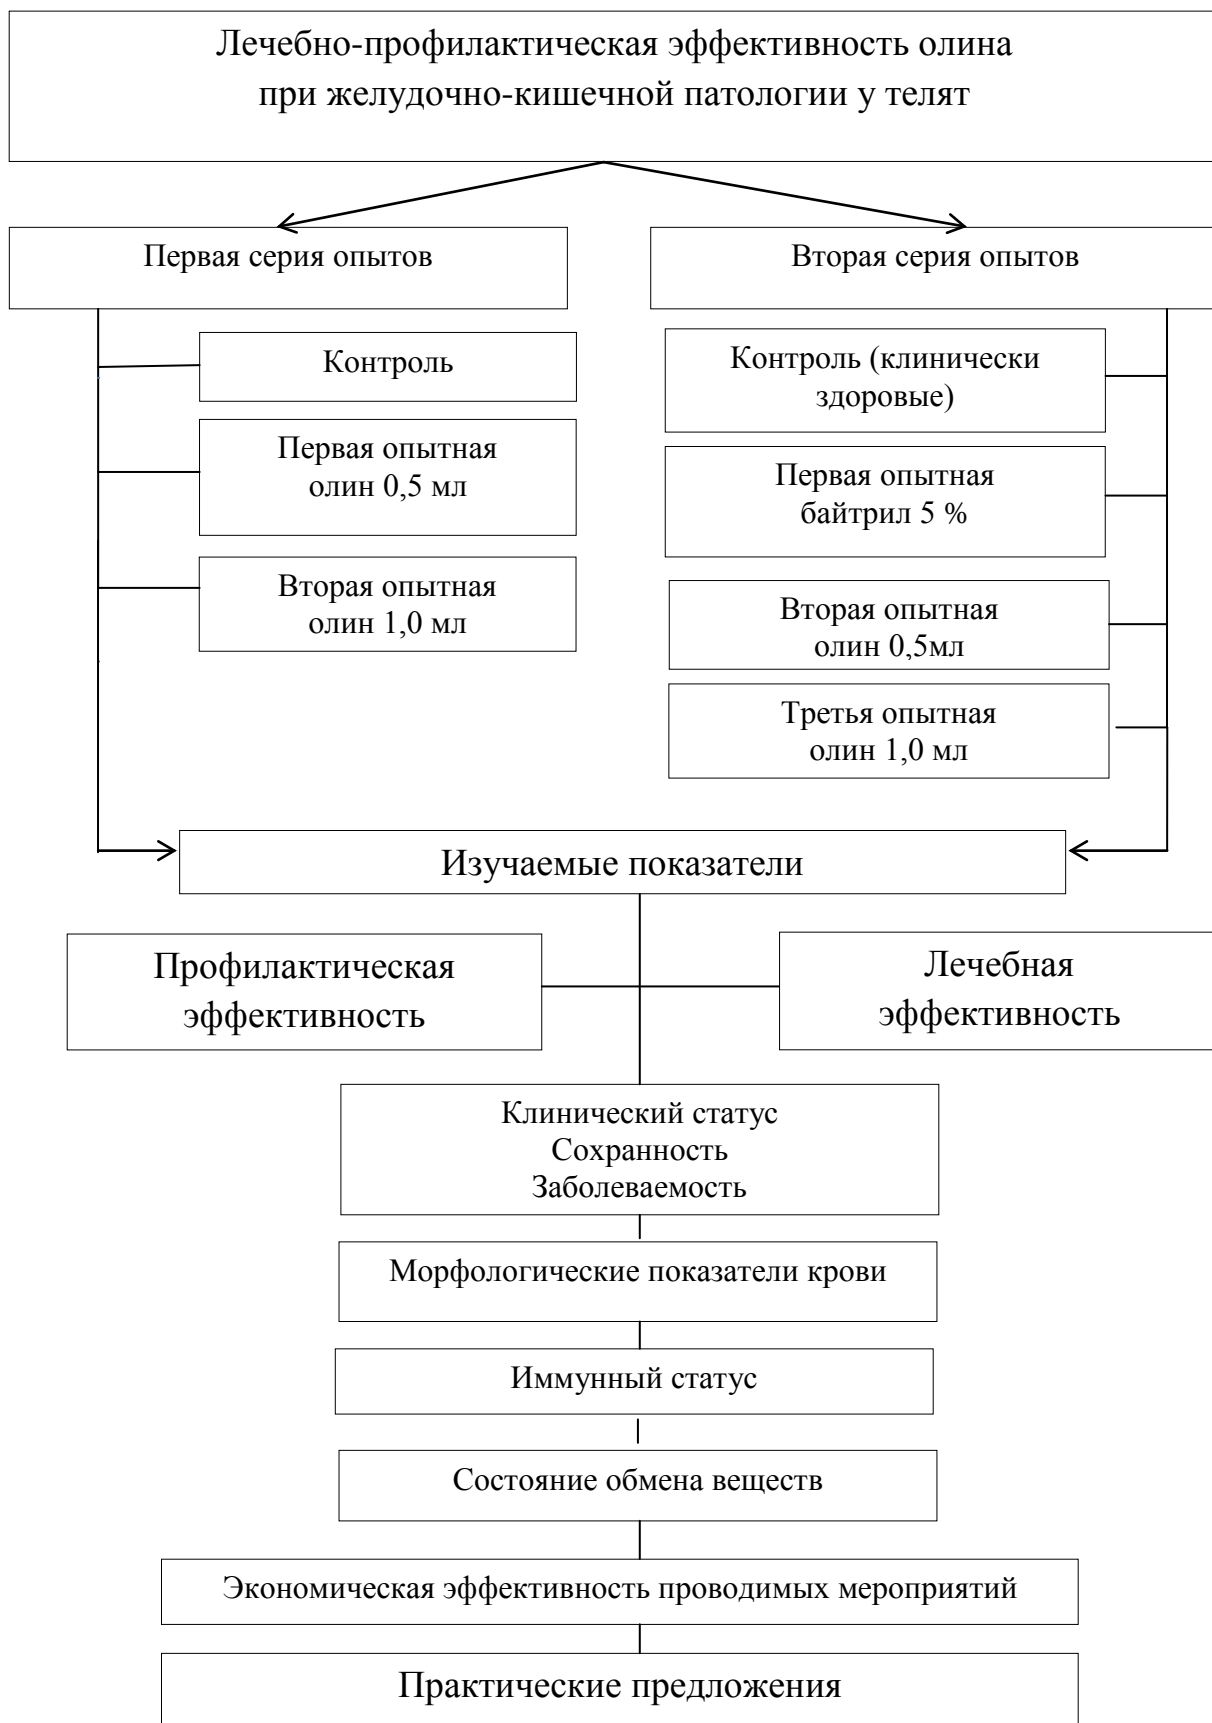 Лечебно-профилактическая эффективность олина
при желудочно-кишечной патологии у телят
Первая серия опытов
Вторая серия опытов
Контроль
Первая опытная
олин 0,5 мл
Вторая опытная
олин 1,0 мл
Контроль (клинически
здоровые)
Первая опытная
байтрил 5 %
Вторая опытная
олин 0,5мл
Третья опытная
олин 1,0 мл
Изучаемые показатели
Профилактическая
эффективность
Лечебная
эффективность
Клинический статус
Сохранность
Заболеваемость
Морфологические показатели крови
Иммунный статус
Состояние обмена веществ
Экономическая эффективность проводимых мероприятий
Практические предложения